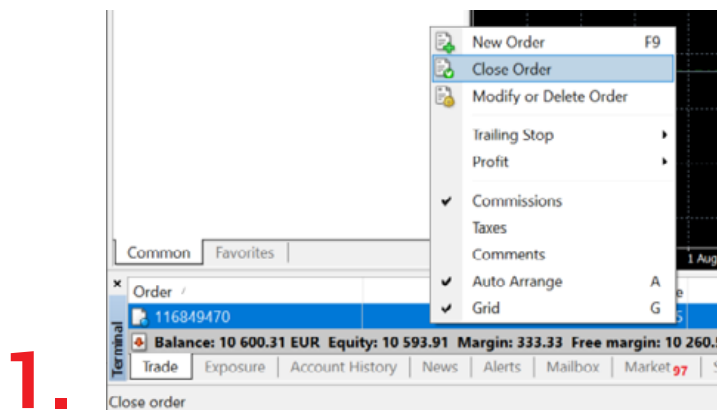 New Order F9
Close Order
Modify or Delete Order
Trailing Stop
Profit
Commissions
Taxes
Comments
Auto Arrange A
Grid G
Common Favorites
1 Aug
Order
116849470
Balance: 10 600.31 EUR Equity: 10 593.91 Margin: 333.33 Free margin: 10 260.
Terminal
Trade Exposure Account History News Alerts Mailbox Market 97
Close order
1.